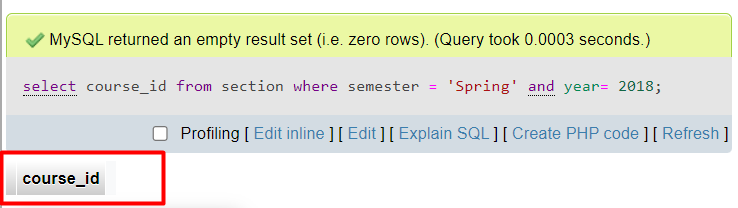 MySQL returned an empty result set (i.e. zero rows). (Query took 0.0003 seconds.)
select course_id from section where semester = 'Spring' and year= 2018;
Profiling [ Edit inline ] [ Edit ] [ Explain SQL ] [ Create PHP code ] [ Refresh ]
course_id